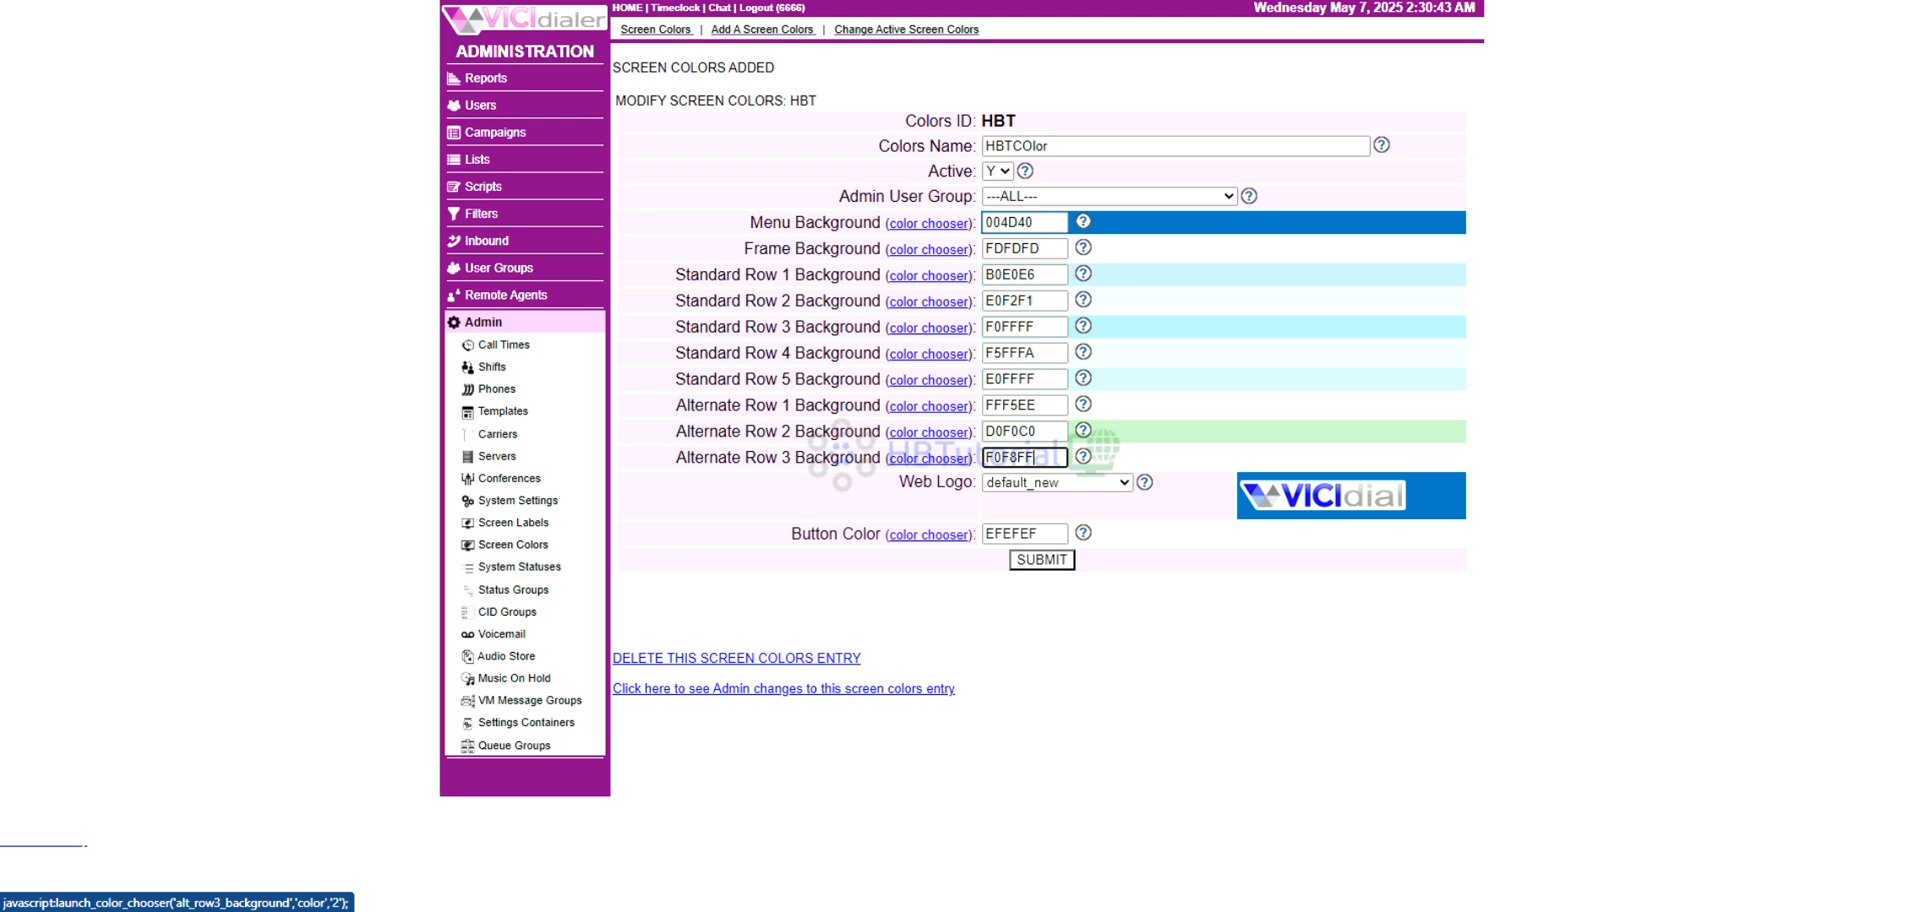 VICIdialer
HOME | Timeclock | Chat | Logout (6666)
Wednesday May 7, 2025 2:30:43 AM
Screen Colors | Add A Screen Colors | Change Active Screen Colors
ADMINISTRATION
Reports
Users
Campaigns
Lists
Scripts
Filters
Inbound
User Groups
Remote Agents
Admin
Call Times
Shifts
Phones
Templates
Carriers
Servers
Conferences
System Settings
Screen Labels
Screen Colors
System Statuses
Status Groups
CID Groups
Voicemail
Audio Store
Music On Hold
VM Message Groups
Settings Containers
Queue Groups
SCREEN COLORS ADDED
MODIFY SCREEN COLORS: HBT
Colors ID: HBT
Colors Name: HBTCOlor ?
Active: Y ?
Admin User Group: ---ALL--- ?
Menu Background (color chooser): 004D40 ?
Frame Background (color chooser): FDFDFD ?
Standard Row 1 Background (color chooser): B0E0E6 ?
Standard Row 2 Background (color chooser): E0F2F1 ?
Standard Row 3 Background (color chooser): F0FFFF ?
Standard Row 4 Background (color chooser): F5FFFA ?
Standard Row 5 Background (color chooser): E0FFFF ?
Alternate Row 1 Background (color chooser): FFF5EE ?
Alternate Row 2 Background (color chooser): D0F0C0 ?
Alternate Row 3 Background (color chooser): F0F8FF ?
HBTutorial
Web Logo: default_new ? VICIdial
Button Color (color chooser): EFEFEF ?
SUBMIT
DELETE THIS SCREEN COLORS ENTRY
Click here to see Admin changes to this screen colors entry
javascript:launch_color_chooser('alt_row3_background','color','2');